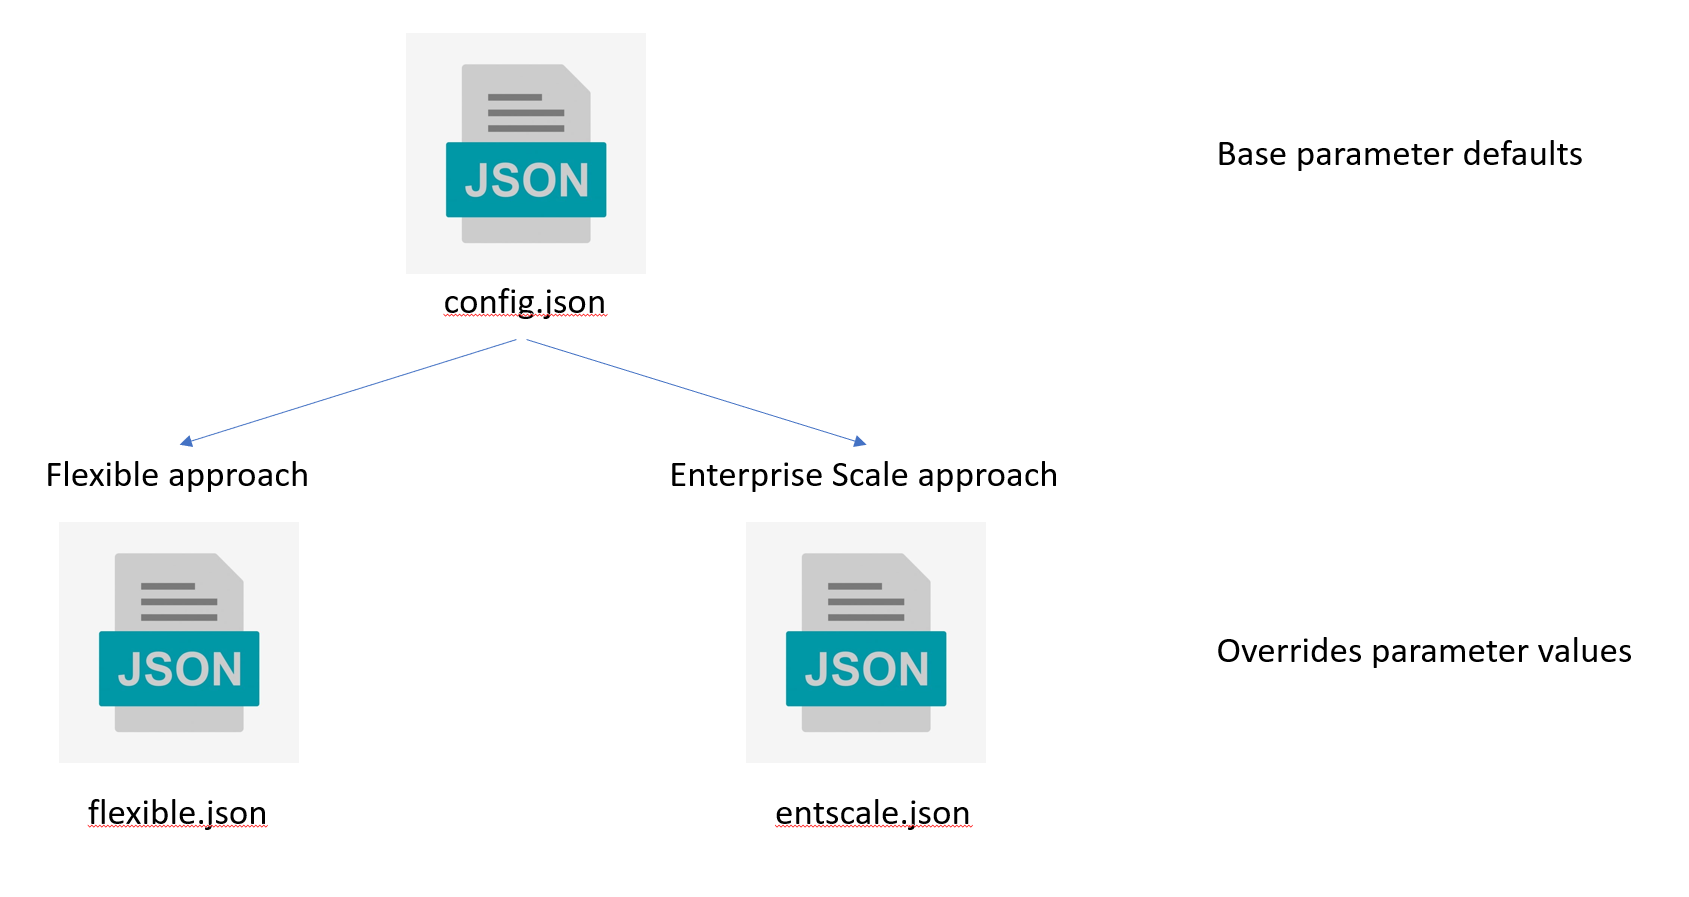 JSON
Base parameter defaults
config.json
Flexible approach
Enterprise Scale approach
JSON
JSON
Overrides parameter values
flexible.json
entscale.json